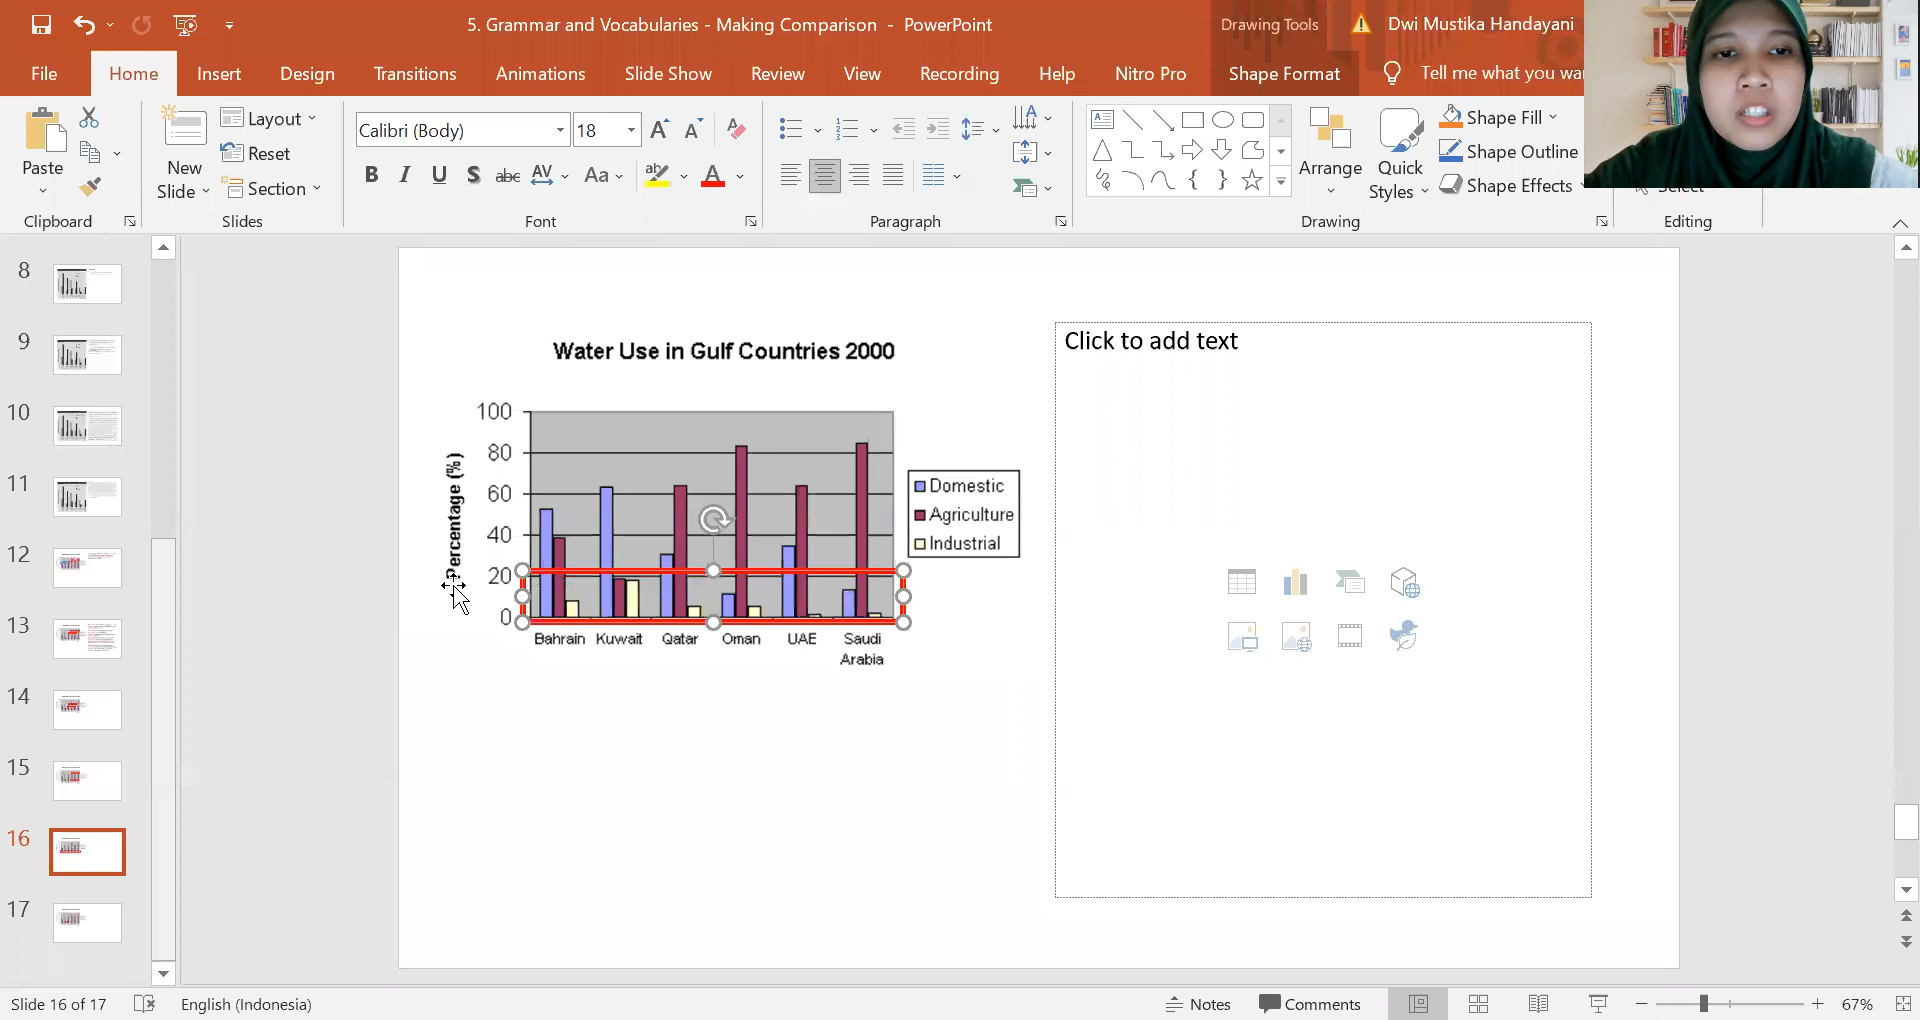 5. Grammar and Vocabularies - Making Comparison - PowerPoint
Drawing Tools
Dwi Mustika Handayani
File
Home
Insert
Design
Transitions
Animations
Slide Show
Review
View
Recording
Help
Nitro Pro
Shape Format
Tell me what you
Paste
Clipboard
New
Slide
Layout
Reset
Section
Slides
Calibri (Body)
18
B I U S abc AV Aa A
Font
Paragraph
Arrange
Quick
Styles
Shape Fill
Shape Outline
Shape Effects
Drawing
Select
Editing
8
9
10
11
12
13
14
15
16
17
Water Use in Gulf Countries 2000
Percentage (%)
100
80
60
40
20
0
Bahrain Kuwait Qatar Oman UAE Saudi
Arabia
Domestic
Agriculture
Industrial
Click to add text
Slide 16 of 17
English (Indonesia)
Notes
Comments
67%